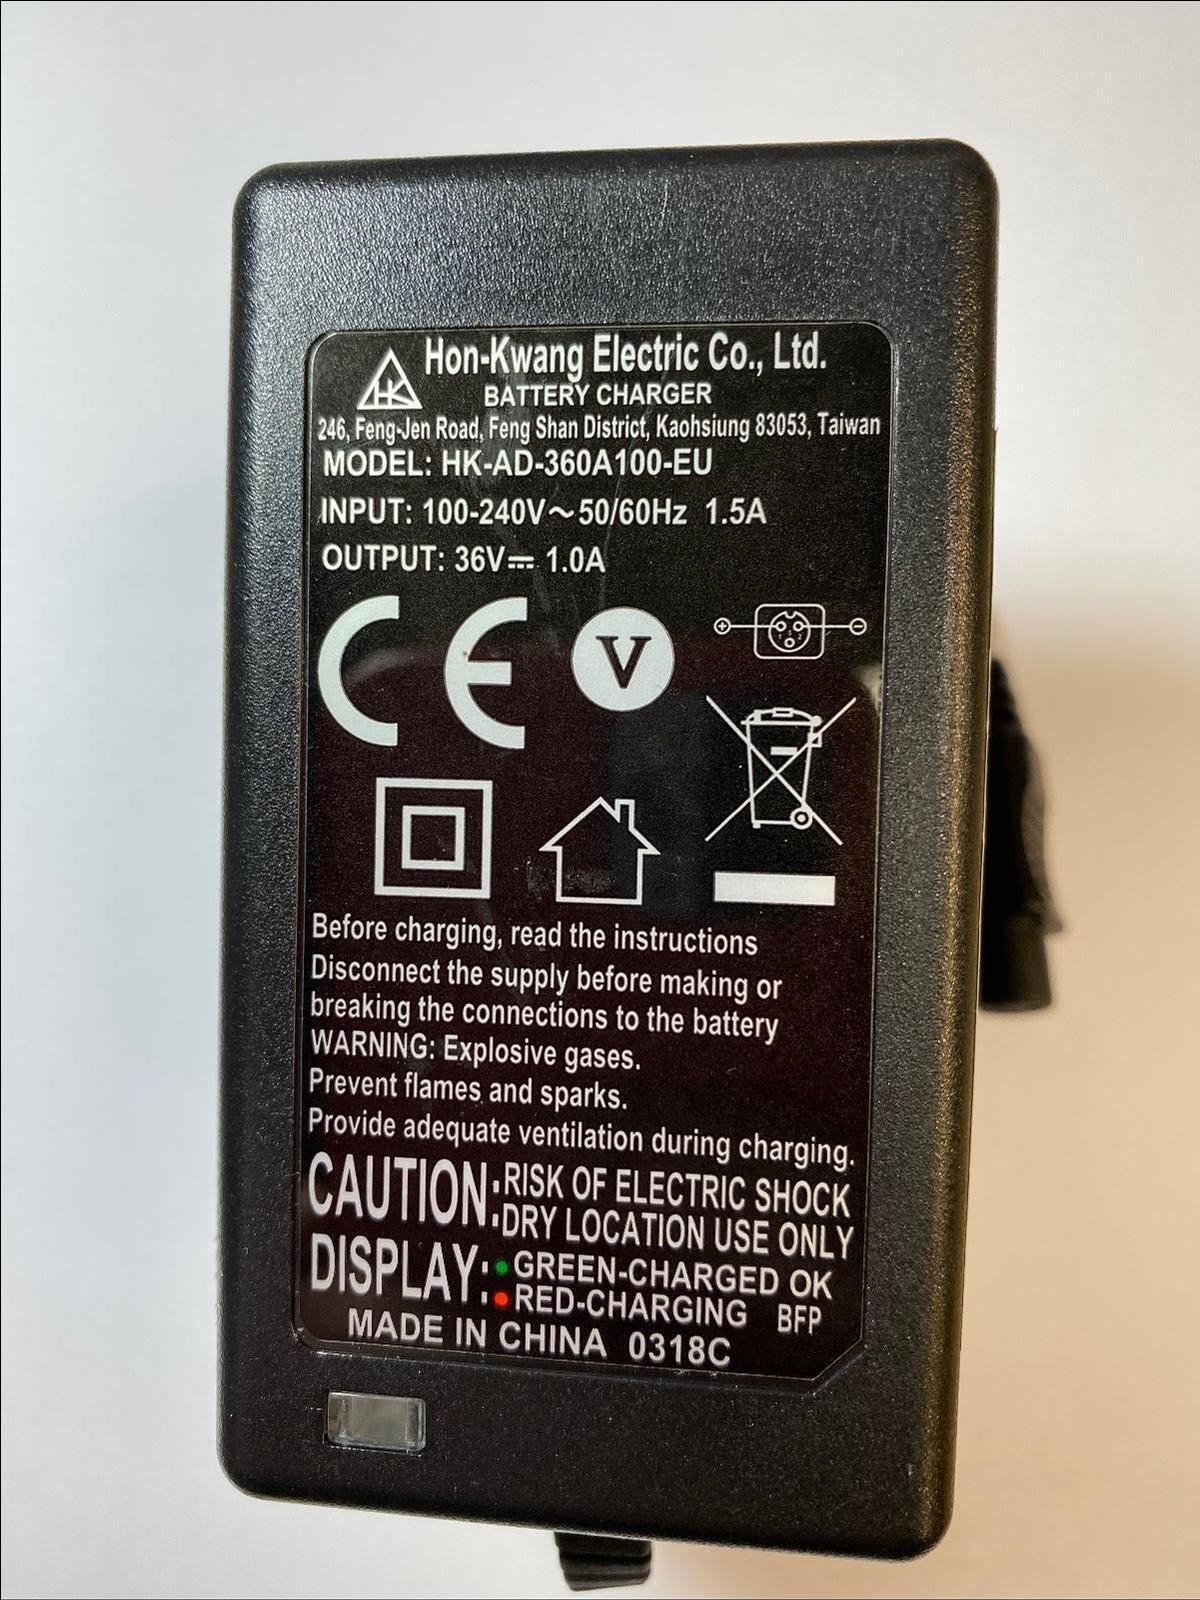 HK
Hon-Kwang Electric Co., Ltd.
BATTERY CHARGER
246, Feng-Jen Road, Feng Shan District, Kaohsiung 83053, Taiwan
MODEL: HK-AD-360A100-EU
INPUT: 100-240V～50/60Hz 1.5A
OUTPUT: 36V⎓ 1.0A
CE V
Before charging, read the instructions
Disconnect the supply before making or
breaking the connections to the battery
WARNING: Explosive gases.
Prevent flames and sparks.
Provide adequate ventilation during charging.
CAUTION: RISK OF ELECTRIC SHOCK
DRY LOCATION USE ONLY
DISPLAY: GREEN-CHARGED OK
RED-CHARGING BFP
MADE IN CHINA 0318C